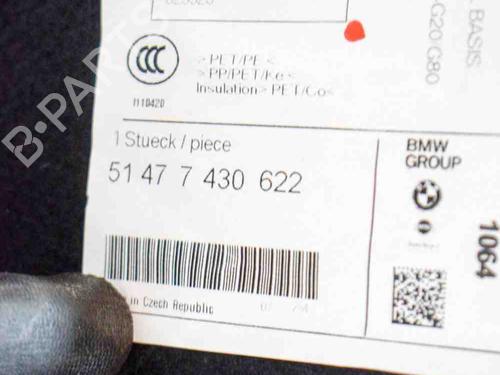 BASIS
-G20/G80
> PET/PE <
> PP/PET/Ke <
Insulation > PET/Co<
1 Stueck / piece
51 47 7 430 622
in Czech Republic
BMW
GROUP
1064
B-PARTS